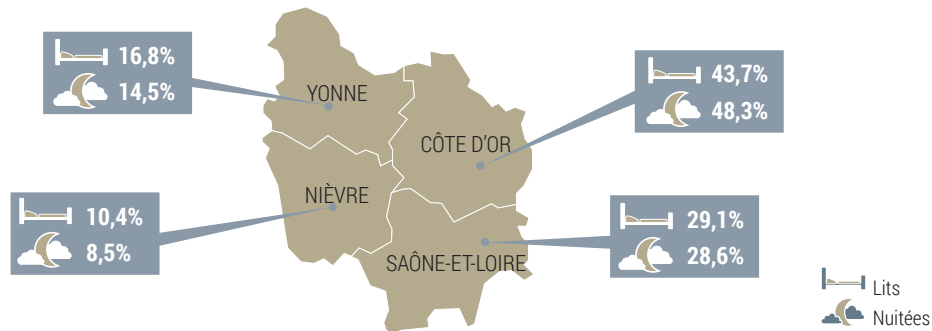 16,8%
14,5%
YONNE
43,7%
48,3%
CÔTE D'OR
NIÈVRE
10,4%
8,5%
29,1%
28,6%
SAÔNE-ET-LOIRE
Lits
Nuitées